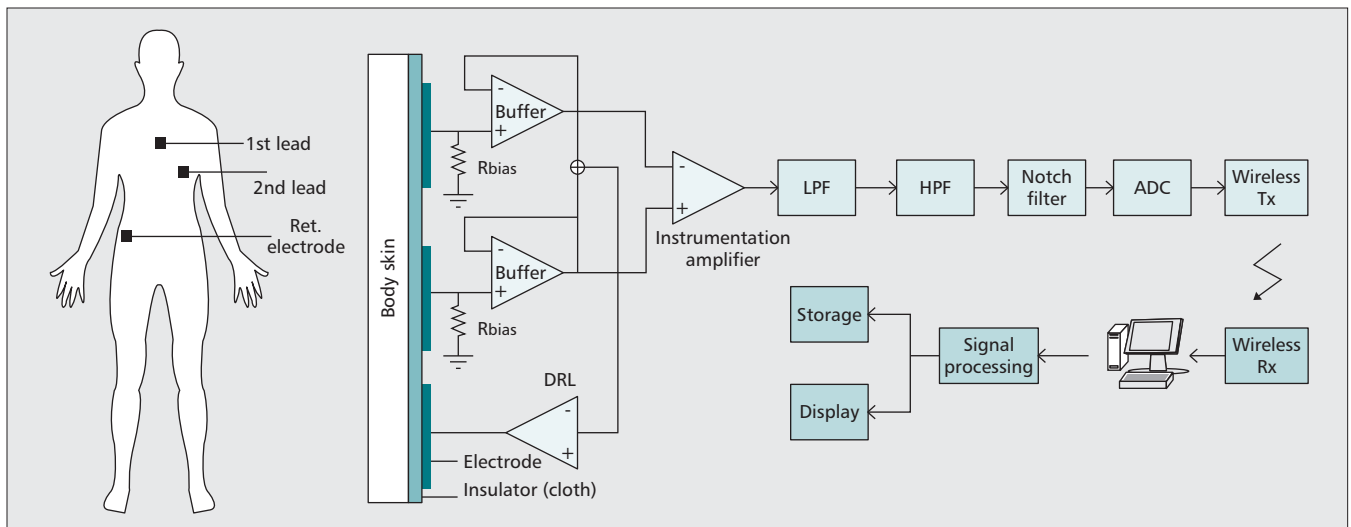 1st lead
2nd lead
Ret.
electrode
Body skin
-
Buffer
+
Rbias
-
Buffer
+
Rbias
DRL
-
+
Electrode
Insulator (cloth)
-
+
Instrumentation
amplifier
LPF
HPF
Notch
filter
ADC
Wireless
Tx
Wireless
Rx
Signal
processing
Storage
Display